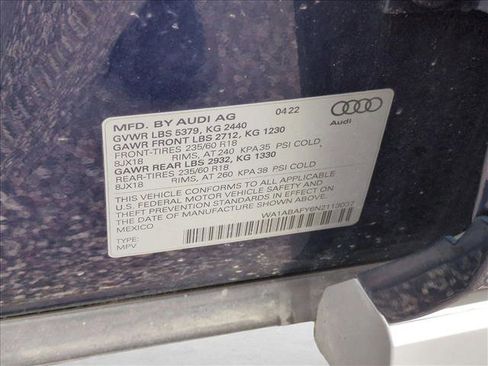 MFD. BY AUDI AG 04 22
GVWR LBS 5379, KG 2440
GAWR FRONT LBS 2712, KG 1230
FRONT-TIRES 235/60 R18
8JX18 RIMS, AT 240 KPA35 PSI COLD
GAWR REAR LBS 2932, KG 1330
REAR-TIRES 235/60 R18
8JX18 RIMS, AT 260 KPA 38 PSI COLD
THIS VEHICLE CONFORMS TO ALL APPLICABLE
U.S. FEDERAL MOTOR VEHICLE SAFETY AND
THEFT PREVENTION STANDARDS IN EFFECT ON
THE DATE OF MANUFACTURE SHOWN ABOVE
MEXICO
WA1ABAFY6N2113037
TYPE:
MPV
Audi